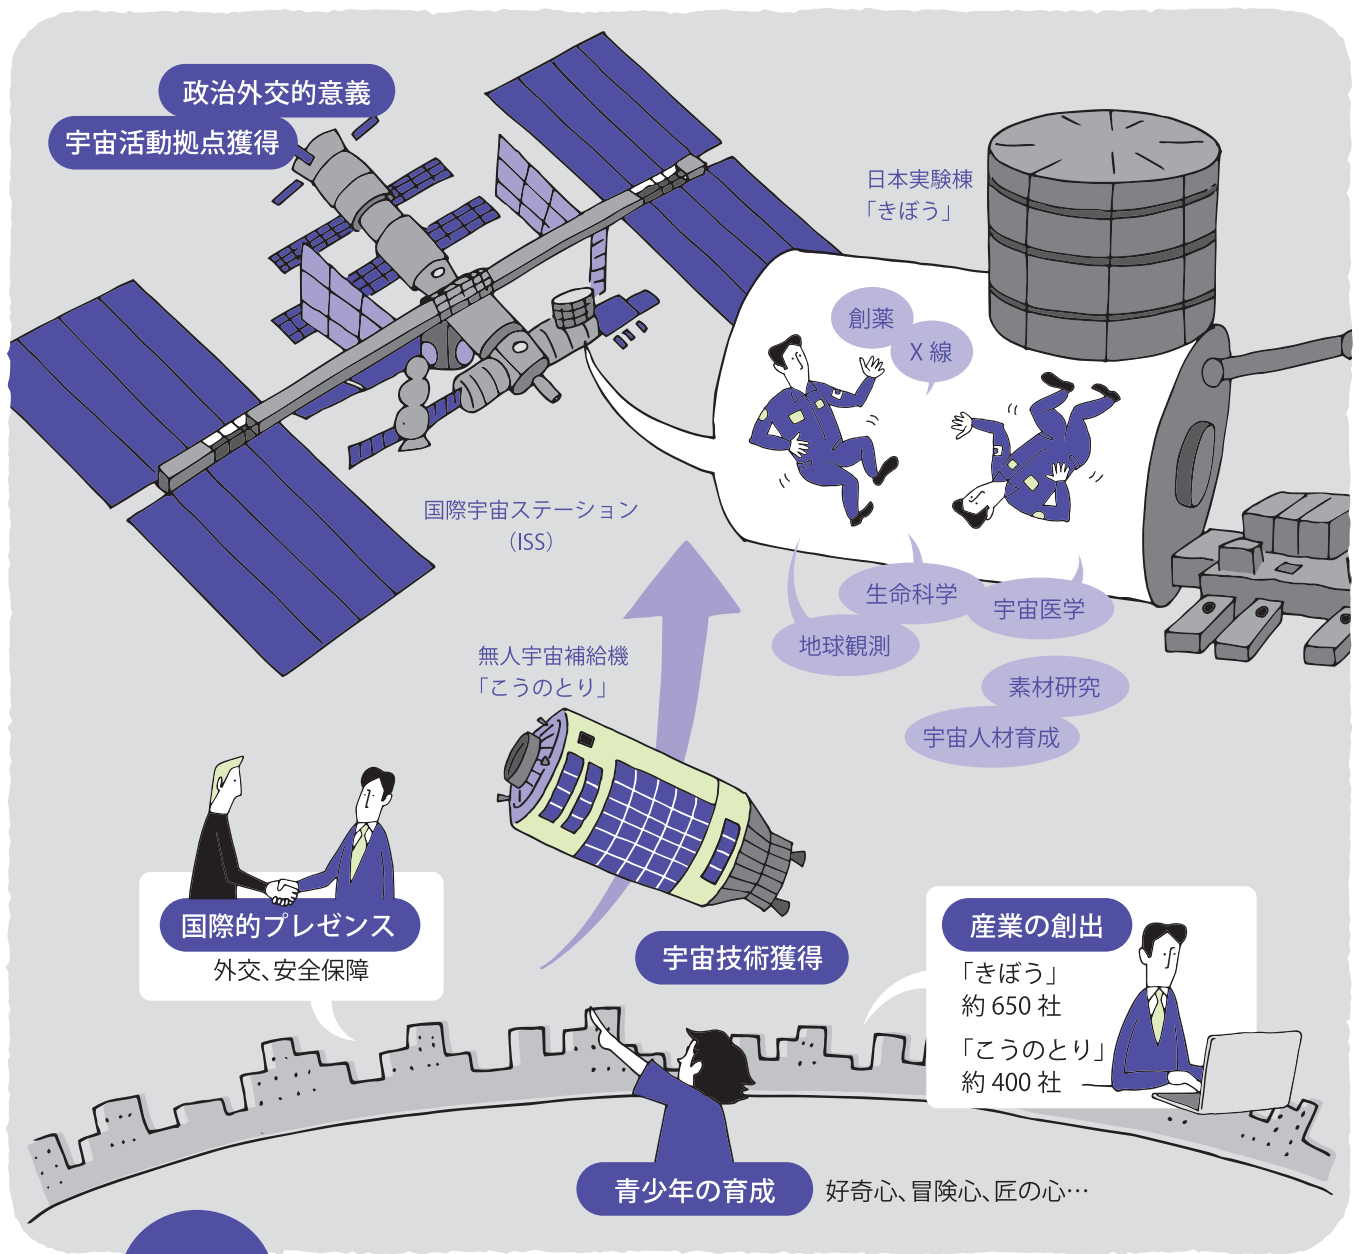 政治外交的意義
宇宙活動拠点獲得
日本実験棟
「きぼう」
創薬
X 線
国際宇宙ステーション
（ISS）
生命科学
宇宙医学
地球観測
無人宇宙補給機
「こうのとり」
素材研究
宇宙人材育成
国際的プレゼンス
外交、安全保障
宇宙技術獲得
産業の創出
「きぼう」
約 650 社
「こうのとり」
約 400 社
青少年の育成
好奇心、冒険心、匠の心…